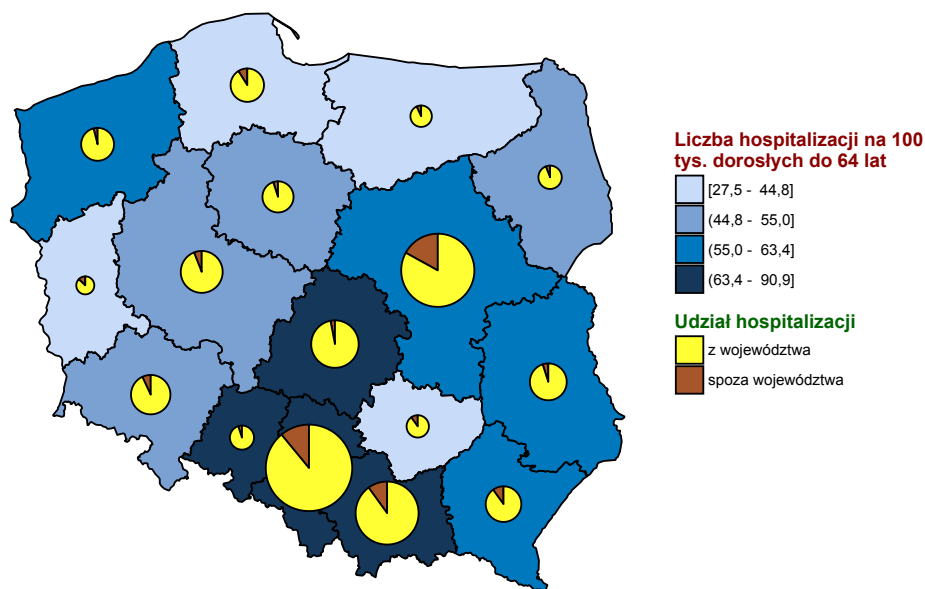 Liczba hospitalizacji na 100
tys. dorosłych do 64 lat
[27,5 - 44,8]
(44,8 - 55,0]
(55,0 - 63,4]
(63,4 - 90,9]
Udział hospitalizacji
z województwa
spoza województwa